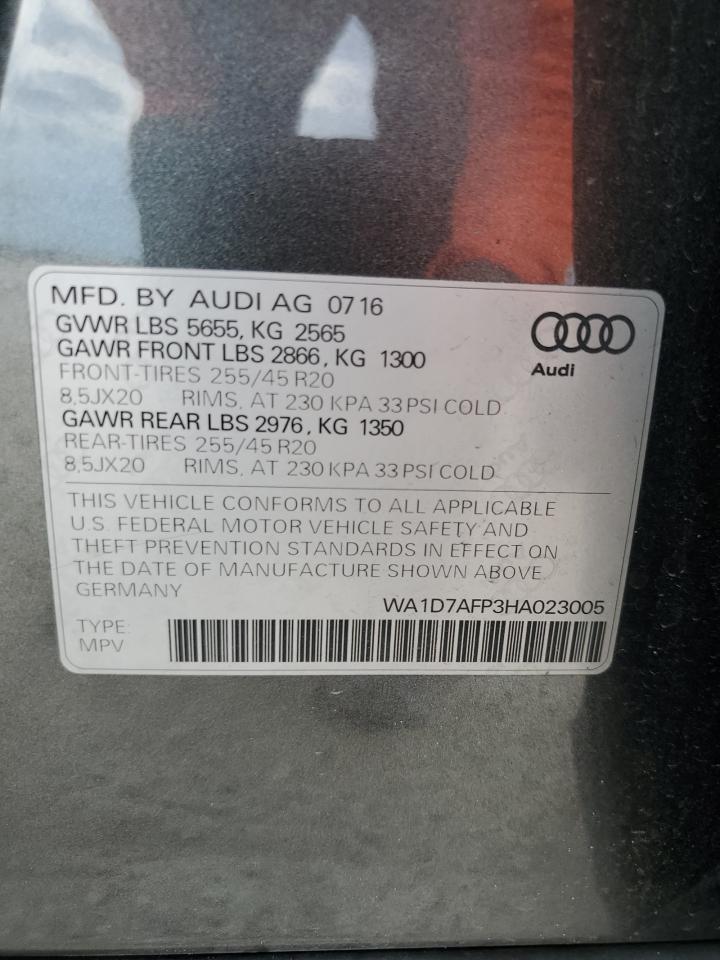 MFD. BY AUDI AG 0716
GVWR LBS 5655, KG 2565
GAWR FRONT LBS 2866, KG 1300
FRONT-TIRES 255/45 R20
8,5JX20 RIMS, AT 230 KPA 33 PSI COLD
GAWR REAR LBS 2976, KG 1350
REAR-TIRES 255/45 R20
8,5JX20 RIMS, AT 230 KPA 33 PSI COLD
Audi
THIS VEHICLE CONFORMS TO ALL APPLICABLE
U.S. FEDERAL MOTOR VEHICLE SAFETY AND
THEFT PREVENTION STANDARDS IN EFFECT ON
THE DATE OF MANUFACTURE SHOWN ABOVE.
GERMANY
WA1D7AFP3HA023005
TYPE:
MPV